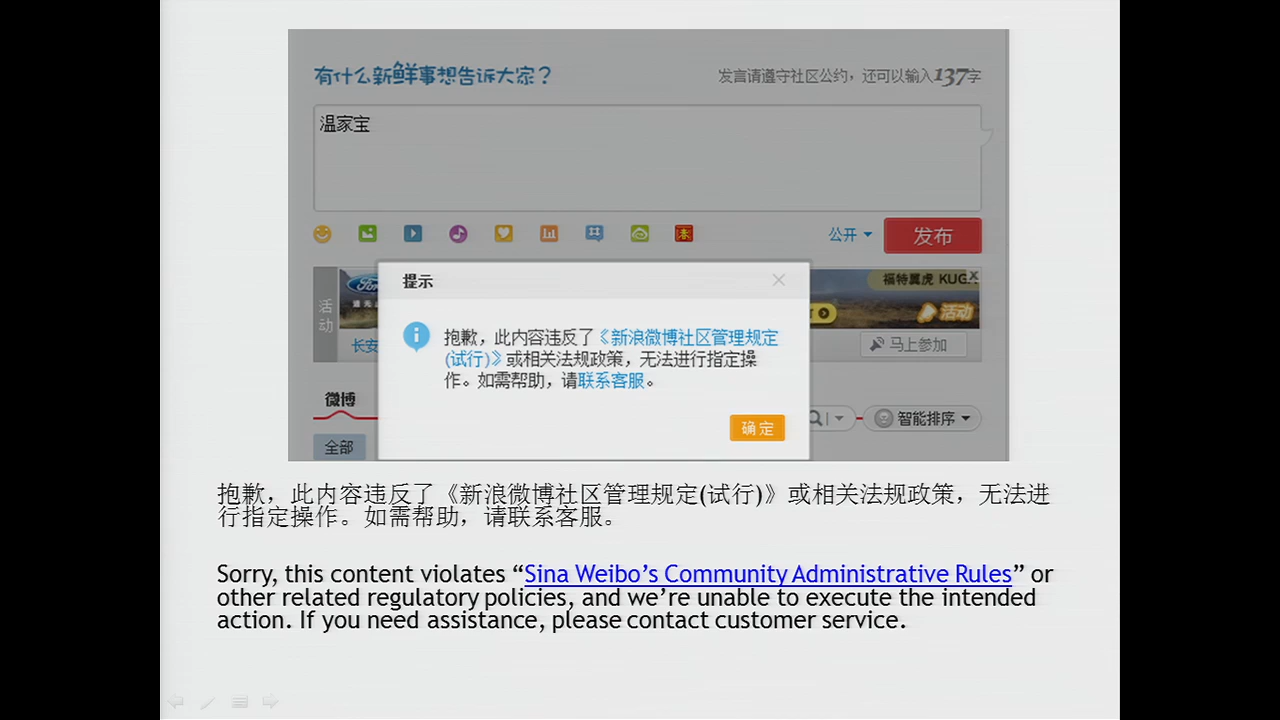 有什么新鲜事想告诉大家？
发言请遵守社区公约，还可以输入137字
温家宝
公开
发布
活动
Ford
福特翼虎 KUGA
活动
长安
马上参加
提示
抱歉，此内容违反了《新浪微博社区管理规定
(试行)》或相关法规政策，无法进行指定操
作。如需帮助，请联系客服。
确定
微博
智能排序
全部
抱歉，此内容违反了《新浪微博社区管理规定(试行)》或相关法规政策，无法进
行指定操作。如需帮助，请联系客服。
Sorry, this content violates “Sina Weibo’s Community Administrative Rules” or
other related regulatory policies, and we’re unable to execute the intended
action. If you need assistance, please contact customer service.